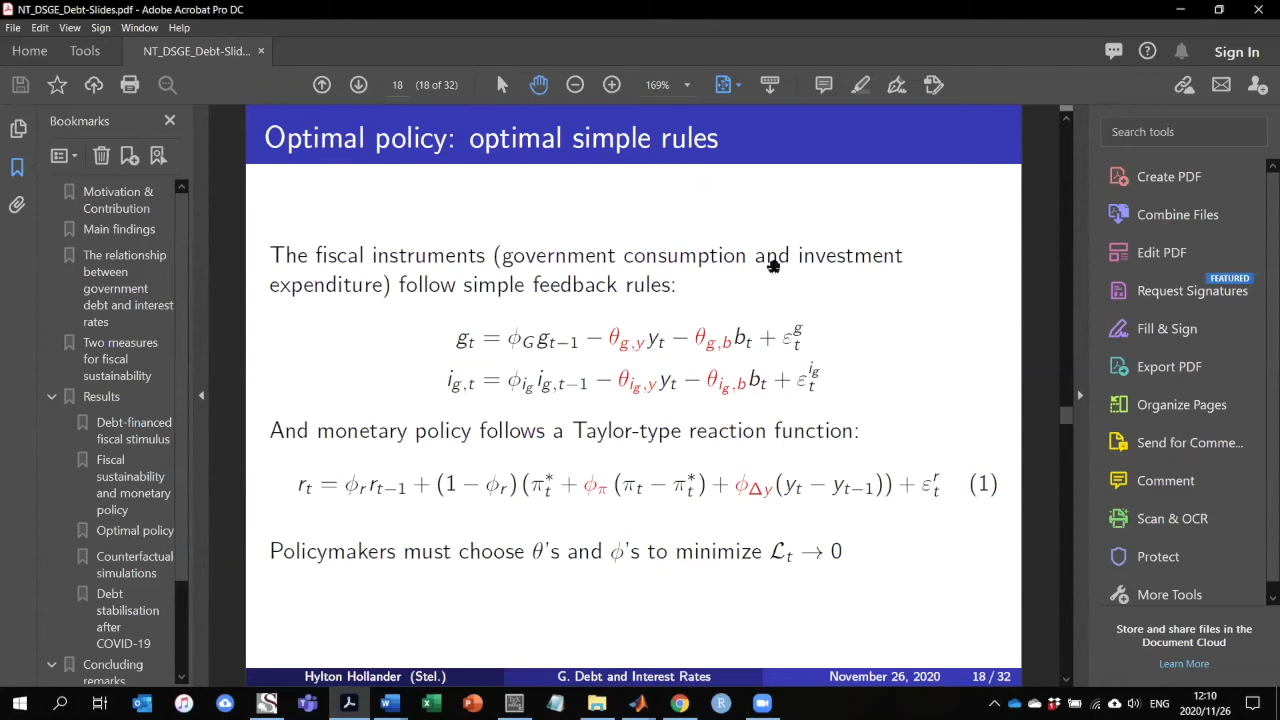 NT_DSGE_Debt-Slides.pdf - Adobe Acrobat Pro DC
File Edit View Sign Window Help
Home Tools NT_DSGE_Debt-Slid... × Sign In
18 (18 of 32) 169%
Bookmarks
Motivation &
Contribution
Main findings
The relationship
between
government
debt and interest
rates
Two measures
for fiscal
sustainability
Results
Debt-financed
fiscal stimulus
Fiscal
sustainability
and monetary
policy
Optimal policy
Counterfactual
simulations
Debt
stabilisation
after
COVID-19
Concluding
remarks
Optimal policy: optimal simple rules
The fiscal instruments (government consumption and investment
expenditure) follow simple feedback rules:
g_t = ϕ_G g_{t−1} − θ_{g,y} y_t − θ_{g,b} b_t + ε_t^g
i_{g,t} = ϕ_{i_g} i_{g,t−1} − θ_{i_g,y} y_t − θ_{i_g,b} b_t + ε_t^{i_g}
And monetary policy follows a Taylor-type reaction function:
r_t = ϕ_r r_{t−1} + (1 − ϕ_r) (π_t^* + ϕ_π (π_t − π_t^*) + ϕ_{Δy}(y_t − y_{t−1})) + ε_t^r (1)
Policymakers must choose θ's and ϕ's to minimize ℒ_t → 0
Hylton Hollander (Stel.) G. Debt and Interest Rates November 26, 2020 18 / 32
Search tools
Create PDF
Combine Files
Edit PDF
FEATURED
Request Signatures
Fill & Sign
Export PDF
Organize Pages
Send for Comme...
Comment
Scan & OCR
Protect
More Tools
Store and share files in the
Document Cloud
Learn More
ENG
12:10
2020/11/26